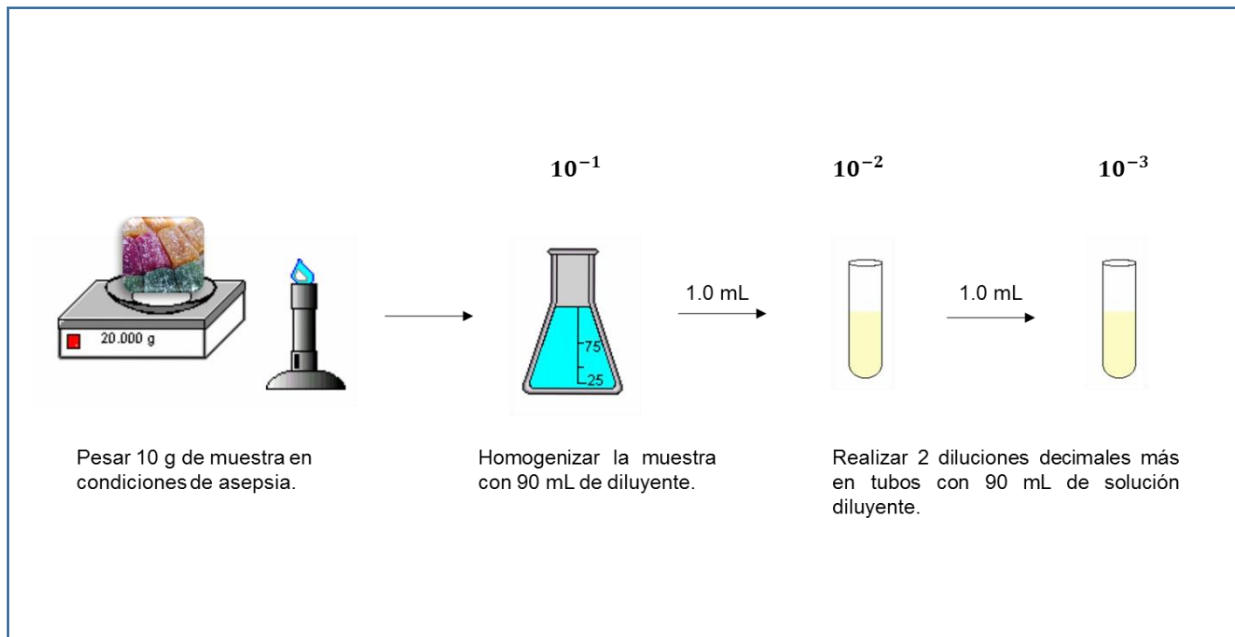 10⁻¹
10⁻²
10⁻³
1.0 mL
1.0 mL
20.000 g
75
25
Pesar 10 g de muestra en
condiciones de asepsia.
Homogenizar la muestra
con 90 mL de diluyente.
Realizar 2 diluciones decimales más
en tubos con 90 mL de solución
diluyente.